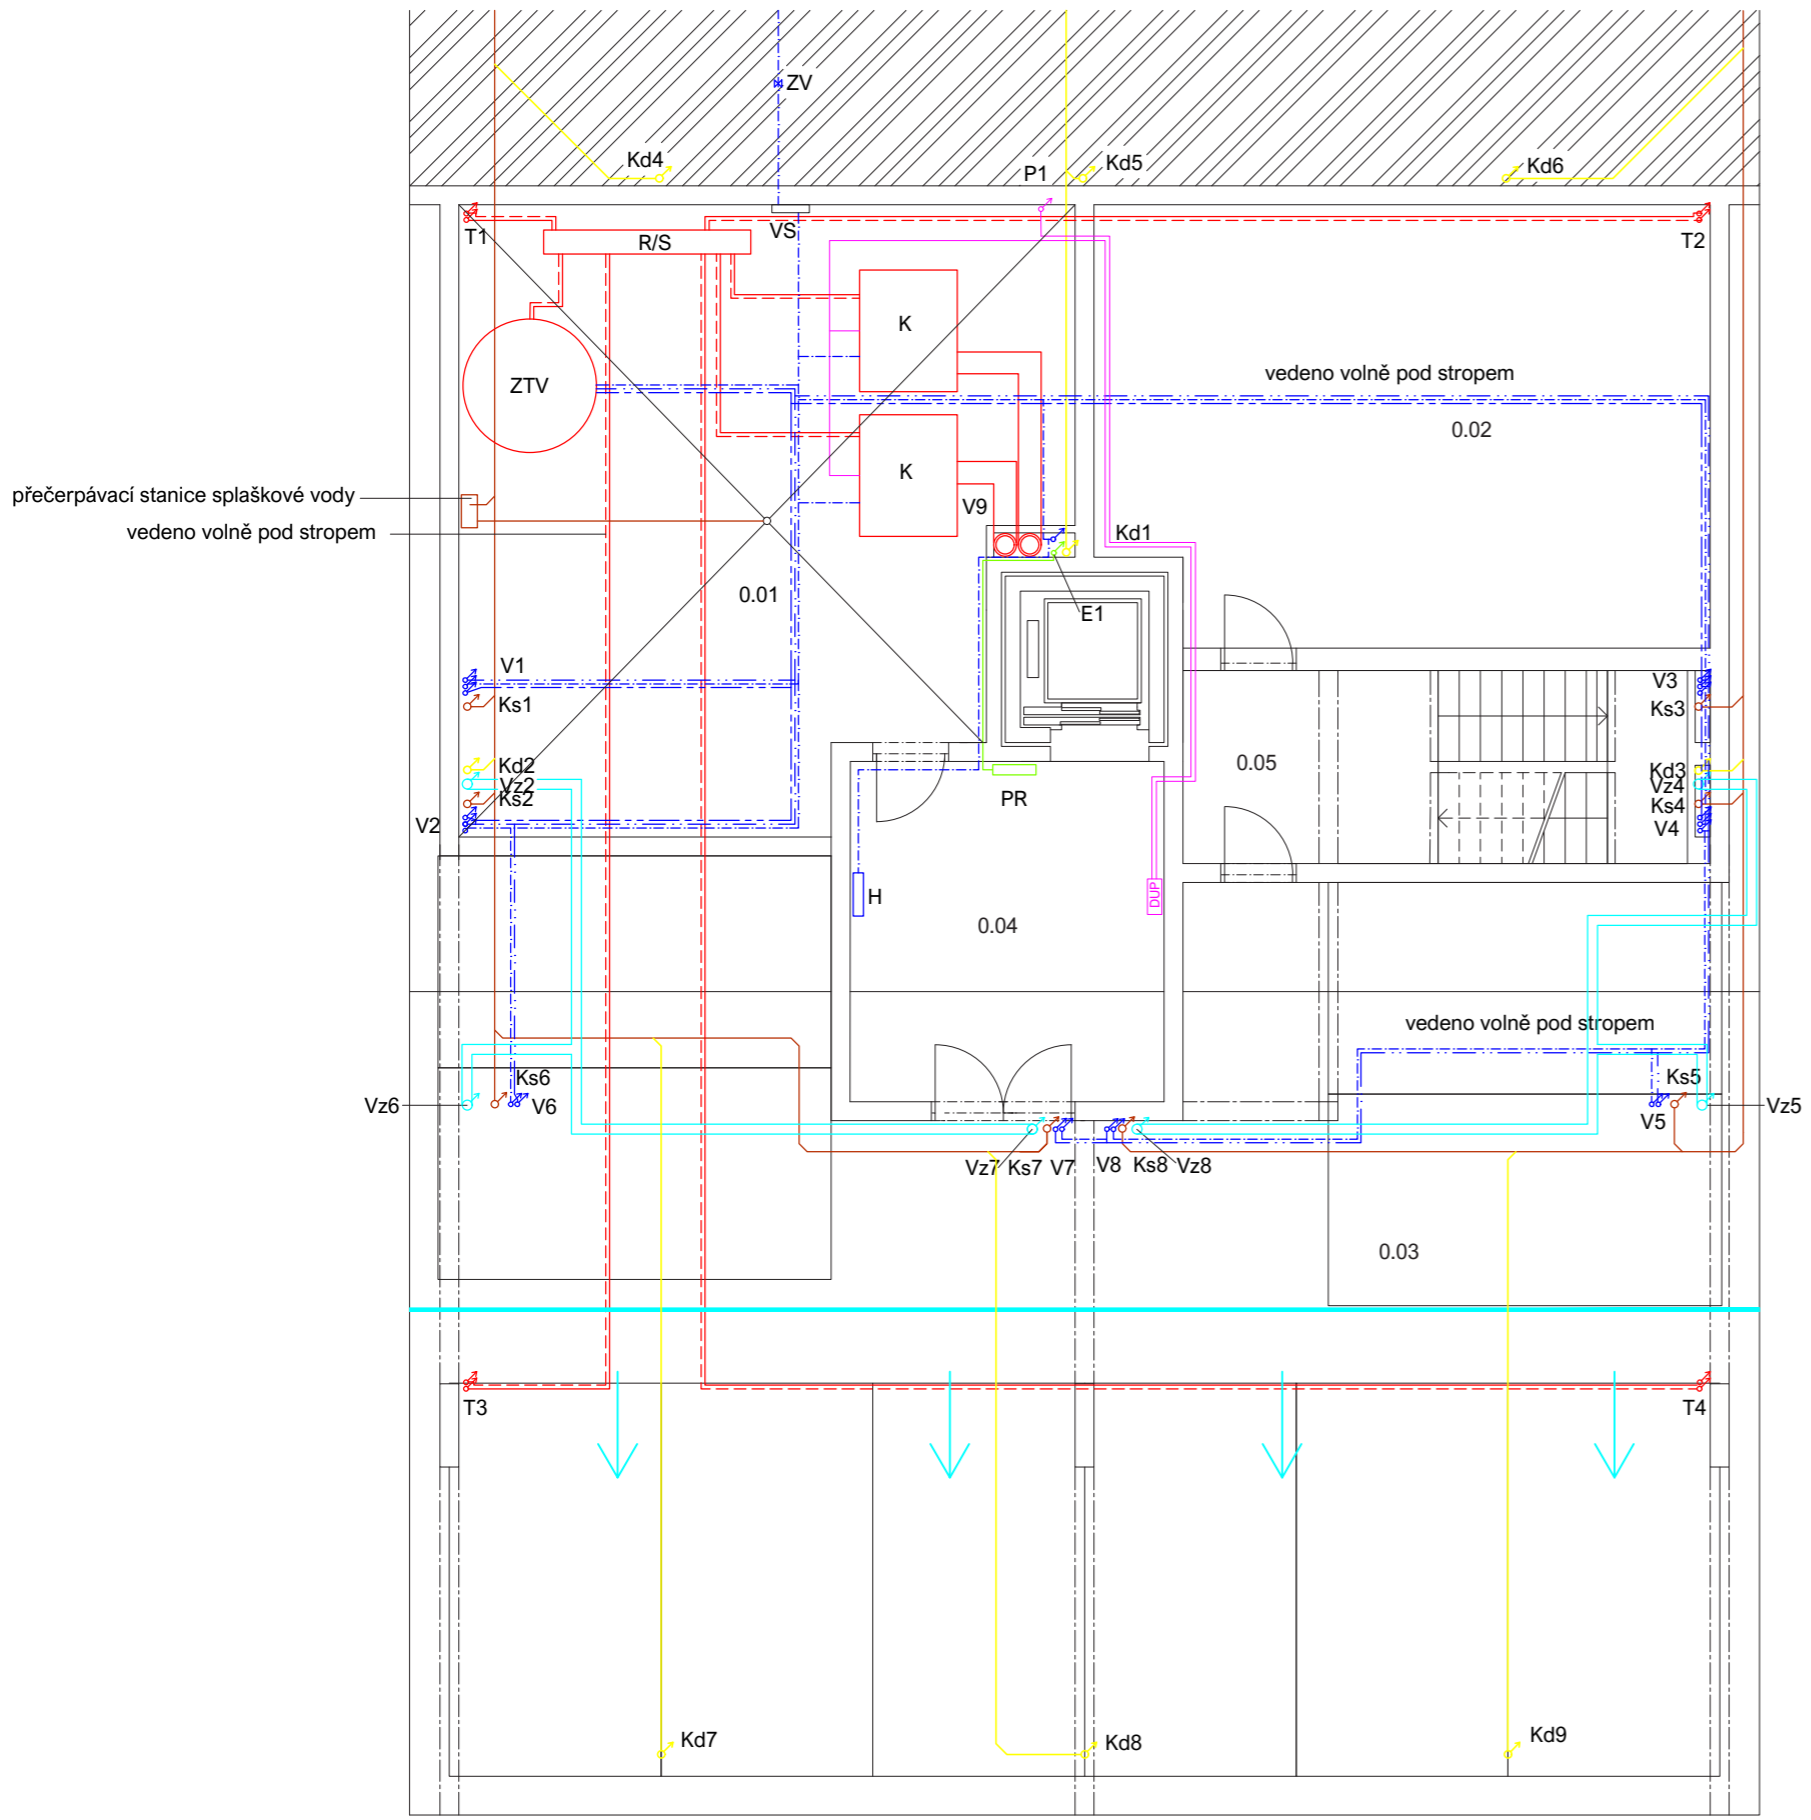 ZV
Kd4
P1
Kd5
Kd6
T1
VS
T2
R/S
K
ZTV
vedeno volně pod stropem
0.02
K
přečerpávací stanice splaškové vody
V9
vedeno volně pod stropem
Kd1
0.01
E1
V1
V3
Ks1
Ks3
Kd2
0.05
Kd3
Vz2
Vz4
Ks2
PR
Ks4
V2
V4
H
DUP
0.04
vedeno volně pod stropem
Ks6
Ks5
Vz6
V6
V5
Vz5
Vz7
Ks7
V7
V8
Ks8
Vz8
0.03
T3
T4
Kd7
Kd8
Kd9